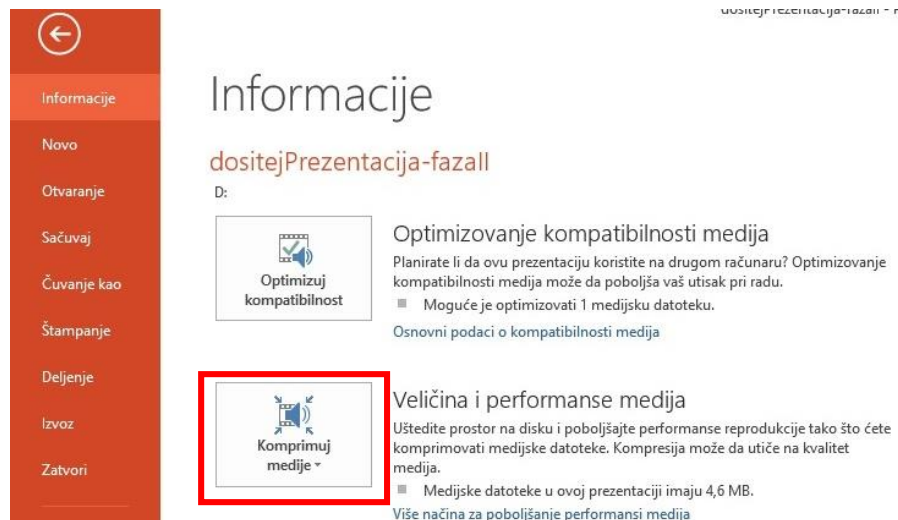 dositejPrezentacija-fazaII - P
Informacije
Novo
Otvaranje
Sačuvaj
Čuvanje kao
Štampanje
Deljenje
Izvoz
Zatvori
Informacije
dositejPrezentacija-fazaII
D:
Optimizuj
kompatibilnost
Optimizovanje kompatibilnosti medija
Planirate li da ovu prezentaciju koristite na drugom računaru? Optimizovanje
kompatibilnosti medija može da poboljša vaš utisak pri radu.
Moguće je optimizovati 1 medijsku datoteku.
Osnovni podaci o kompatibilnosti medija
Komprimuj
medije
Veličina i performanse medija
Uštedite prostor na disku i poboljšajte performanse reprodukcije tako što ćete
komprimovati medijske datoteke. Kompresija može da utiče na kvalitet
medija.
Medijske datoteke u ovoj prezentaciji imaju 4,6 MB.
Više načina za poboljšanje performansi medija